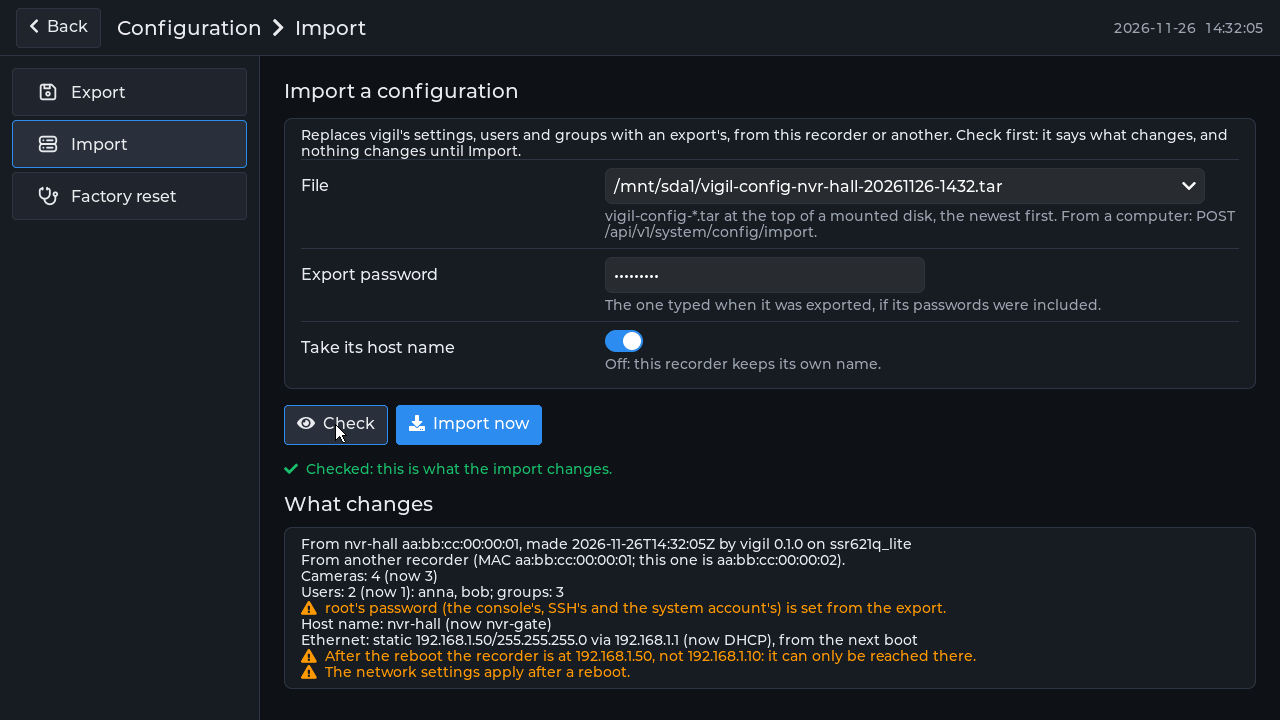 Back
Configuration > Import
2026-11-26 14:32:05
Export
Import
Factory reset
Import a configuration
Replaces vigil's settings, users and groups with an export's, from this recorder or another. Check first: it says what changes, and
nothing changes until Import.
File
/mnt/sda1/vigil-config-nvr-hall-20261126-1432.tar
vigil-config-*.tar at the top of a mounted disk, the newest first. From a computer: POST
/api/v1/system/config/import.
Export password
•••••••••
The one typed when it was exported, if its passwords were included.
Take its host name
Off: this recorder keeps its own name.
Check
Import now
Checked: this is what the import changes.
What changes
From nvr-hall aa:bb:cc:00:00:01, made 2026-11-26T14:32:05Z by vigil 0.1.0 on ssr621q_lite
From another recorder (MAC aa:bb:cc:00:00:01; this one is aa:bb:cc:00:00:02).
Cameras: 4 (now 3)
Users: 2 (now 1): anna, bob; groups: 3
root's password (the console's, SSH's and the system account's) is set from the export.
Host name: nvr-hall (now nvr-gate)
Ethernet: static 192.168.1.50/255.255.255.0 via 192.168.1.1 (now DHCP), from the next boot
After the reboot the recorder is at 192.168.1.50, not 192.168.1.10: it can only be reached there.
The network settings apply after a reboot.